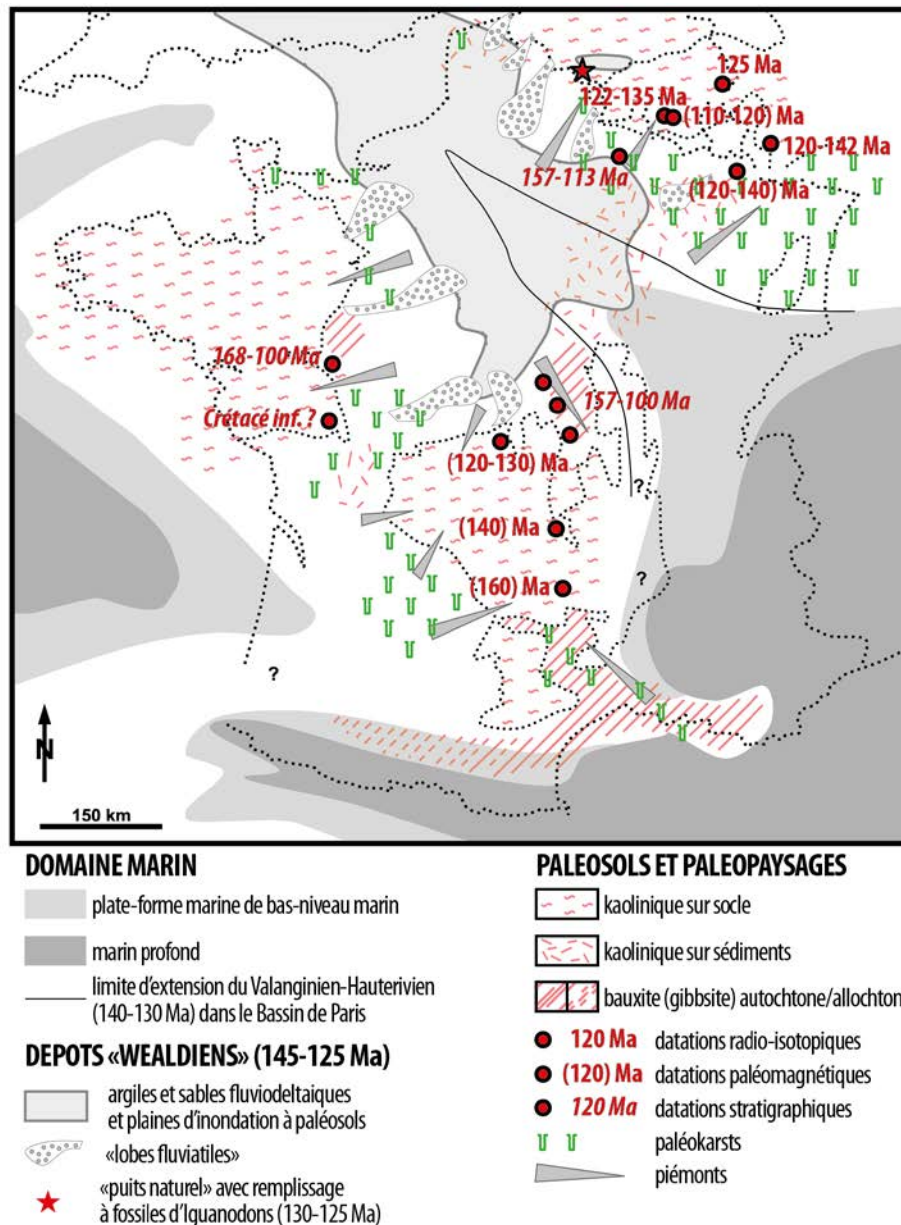 125 Ma
122-135 Ma
(110-120) Ma
120-142 Ma
157-113 Ma
(120-140) Ma
168-100 Ma
Crétacé inf. ?
157-100 Ma
(120-130) Ma
?
(140) Ma
?
(160) Ma
?
N
150 km
DOMAINE MARIN
plate-forme marine de bas-niveau marin
marin profond
limite d'extension du Valanginien-Hauterivien
(140-130 Ma) dans le Bassin de Paris
DEPOTS «WEALDIENS» (145-125 Ma)
argiles et sables fluviodeltaiques
et plaines d'inondation à paléosols
«lobes fluviatiles»
«puits naturel» avec remplissage
à fossiles d'Iguanodons (130-125 Ma)
PALEOSOLS ET PALEOPAYSAGES
kaolinique sur socle
kaolinique sur sédiments
bauxite (gibbsite) autochtone/allochton
120 Ma datations radio-isotopiques
(120) Ma datations paléomagnétiques
120 Ma datations stratigraphiques
paléokarsts
piémonts